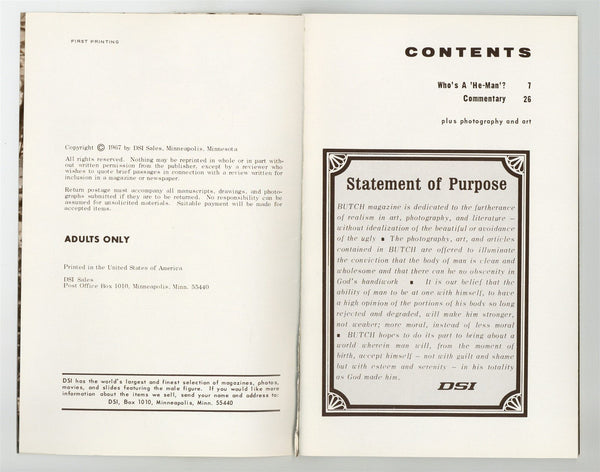 FIRST PRINTING
Copyright © 1967 by DSI Sales, Minneapolis, Minnesota
All rights reserved. Nothing may be reprinted in whole or in part with-
out written permission from the publisher, except by a reviewer who
wishes to quote brief passages in connection with a review written for
inclusion in a magazine or newspaper.
Return postage must accompany all manuscripts, drawings, and photo-
graphs submitted if they are to be returned. No responsibility can be
assumed for unsolicited materials. Suitable payment will be made for
accepted items.
ADULTS ONLY
Printed in the United States of America
DSI Sales
Post Office Box 1010, Minneapolis, Minn. 55440
DSI has the world's largest and finest selection of magazines, photos,
movies, and slides featuring the male figure. If you would like more
information about the items we sell, send your name and address to:
DSI, Box 1010, Minneapolis, Minn. 55440
CONTENTS
Who's A 'He-Man'? 7
Commentary 26
plus photography and art
Statement of Purpose
BUTCH magazine is dedicated to the furtherance
of realism in art, photography, and literature —
without idealization of the beautiful or avoidance
of the ugly ■ The photography, art, and articles
contained in BUTCH are offered to illuminate
the conviction that the body of man is clean and
wholesome and that there can be no obscenity in
God's handiwork ■ It is our belief that the
ability of man to be at one with himself, to have
a high opinion of the portions of his body so long
rejected and degraded, will make him stronger,
not weaker; more moral, instead of less moral
■ BUTCH hopes to do its part to bring about a
world wherein man will, from the moment of
birth, accept himself — not with guilt and shame
but with esteem and serenity — in his totality
as God made him.
DSI